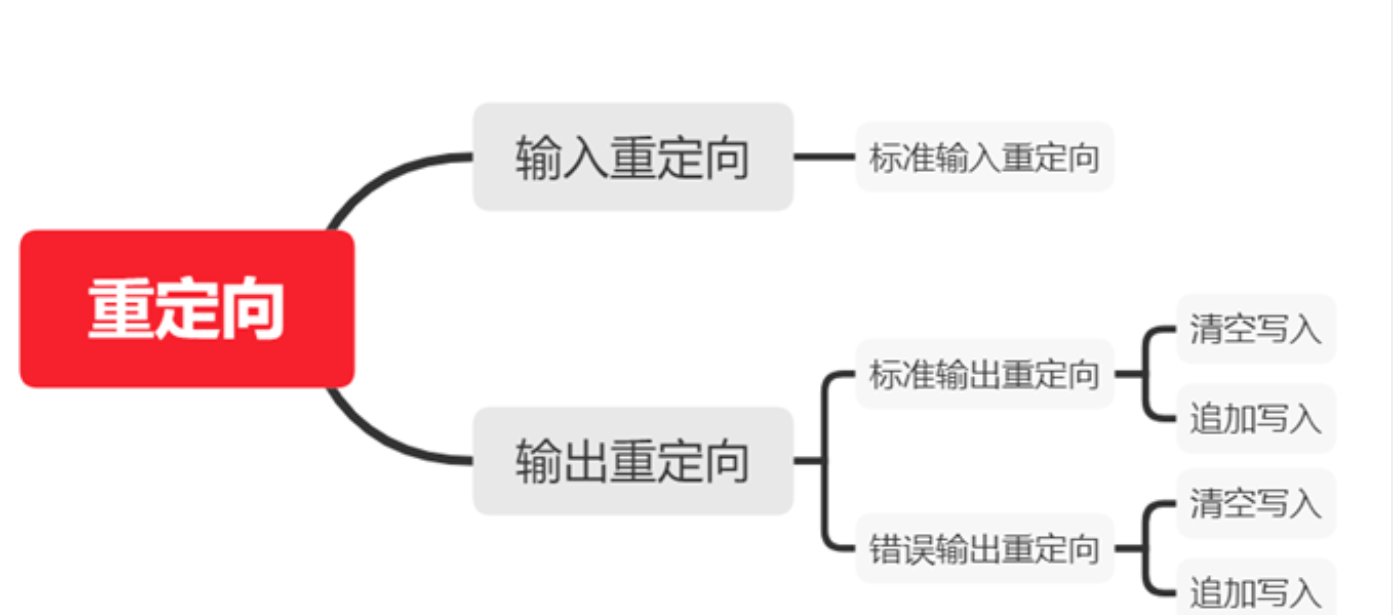 重定向
输入重定向
标准输入重定向
输出重定向
标准输出重定向
清空写入
追加写入
错误输出重定向
清空写入
追加写入